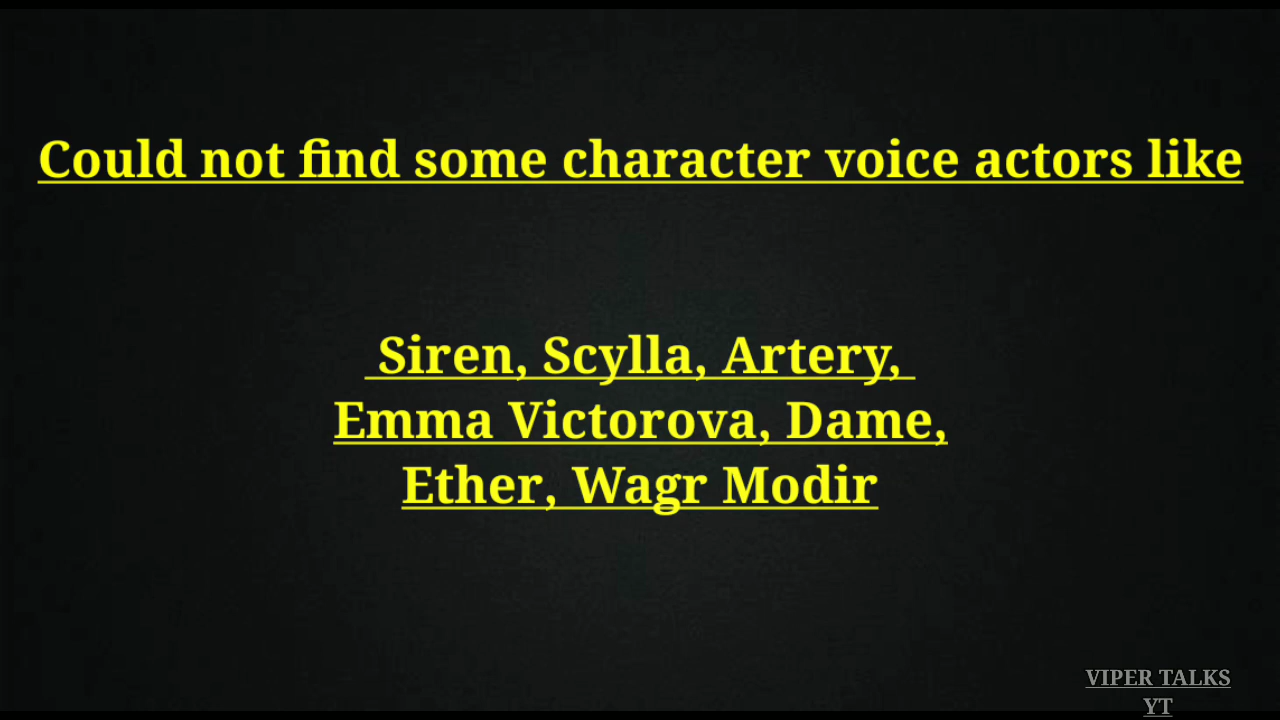 Could not find some character voice actors like
Siren, Scylla, Artery,
Emma Victorova, Dame,
Ether, Wagr Modir
VIPER TALKS
YT